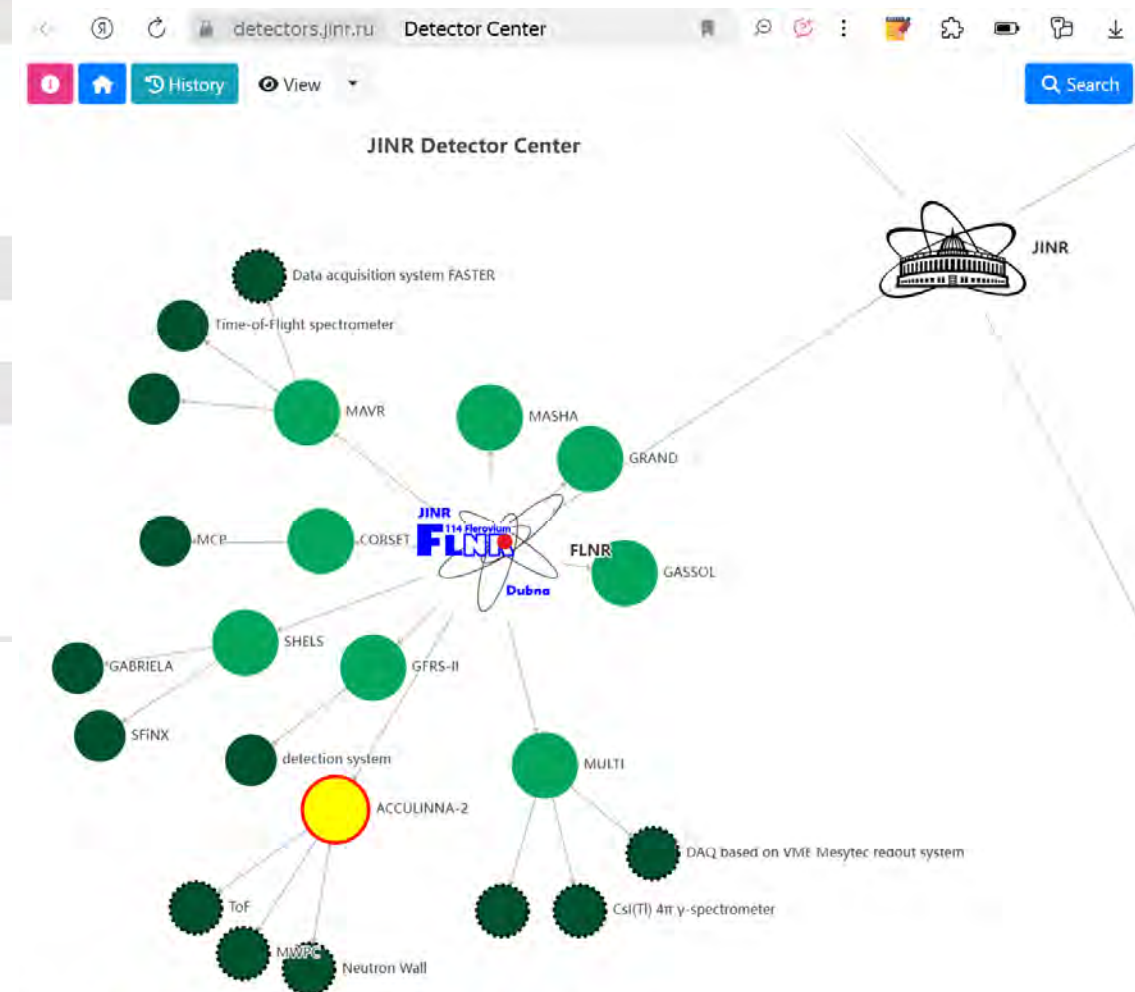 detectors.jinr.ru Detector Center
History
View
Search
JINR Detector Center
JINR
Data acquisition system FASTER
Time-of-Flight spectrometer
MAVR
MASHA
GRAND
JINR
114 Flerovium
FLNR
FLNR
Dubna
MCP
CORSET
GASSOL
SHELS
GABRIELA
GFRS-II
SFiNX
detection system
MULTI
ACCULINNA-2
DAQ based on VME Mesytec redout system
ToF
CsI(Tl) 4π γ-spectrometer
MWPC
Neutron Wall